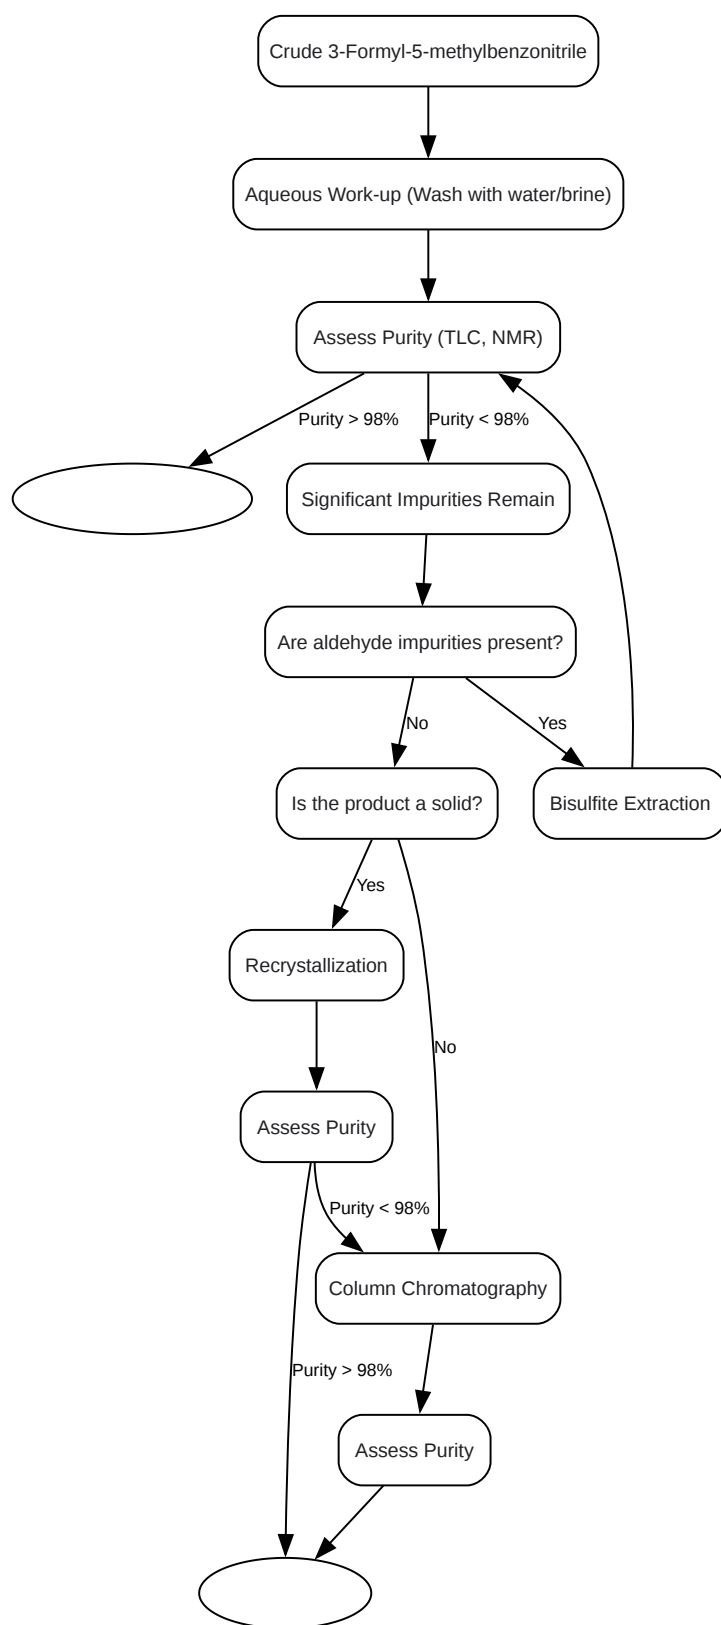 Crude 3-Formyl-5-methylbenzonitrile
Aqueous Work-up (Wash with water/brine)
Assess Purity (TLC, NMR)
Purity > 98%
Purity < 98%
Significant Impurities Remain
Are aldehyde impurities present?
No
Yes
Is the product a solid?
Bisulfite Extraction
Yes
Recrystallization
No
Assess Purity
Purity < 98%
Column Chromatography
Purity > 98%
Assess Purity